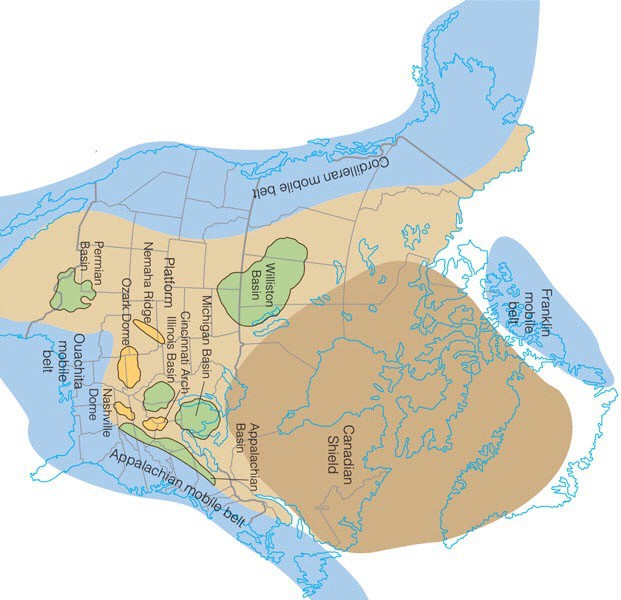 Cordilleran mobile belt
Franklin
mobile
belt
Williston
Basin
Canadian
Shield
Permian
Basin
Nemaha Ridge
Platform
Ozark Dome
Michigan Basin
Cincinnati Arch
Illinois Basin
Ouachita
mobile
belt
Nashville
Dome
Appalachian
Basin
Appalachian mobile belt